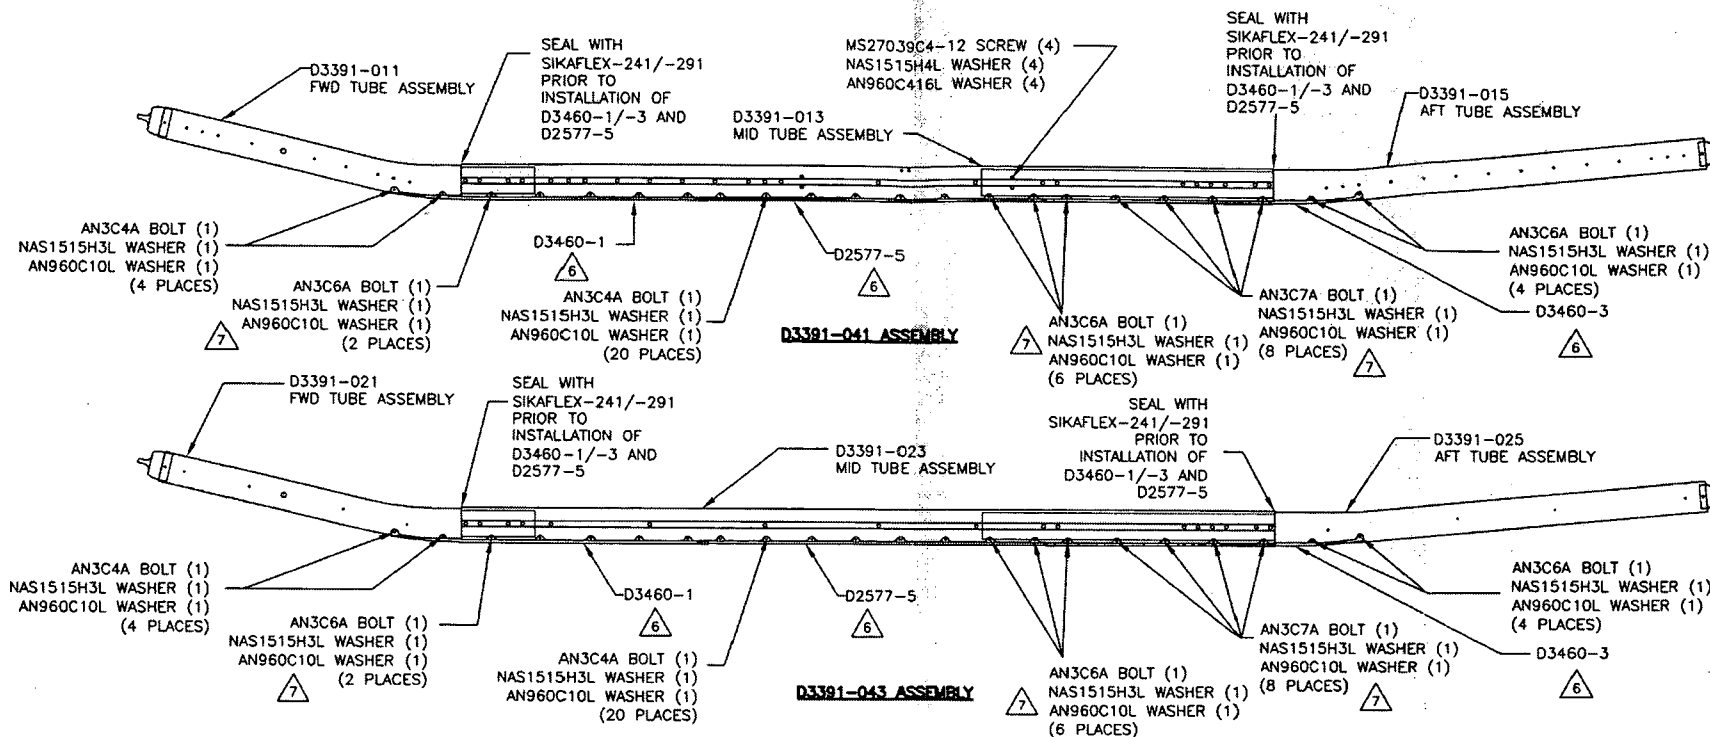 D3391-011
FWD TUBE ASSEMBLY
SEAL WITH
SIKAFLEX-241/-291
PRIOR TO
INSTALLATION OF
D3460-1/-3 AND
D2577-5
MS27039C4-12 SCREW (4)
NAS1515H4L WASHER (4)
AN960C416L WASHER (4)
D3391-013
MID TUBE ASSEMBLY
SEAL WITH
SIKAFLEX-241/-291
PRIOR TO
INSTALLATION OF
D3460-1/-3 AND
D2577-5
D3391-015
AFT TUBE ASSEMBLY
AN3C4A BOLT (1)
NAS1515H3L WASHER (1)
AN960C10L WASHER (1)
(4 PLACES)
AN3C6A BOLT (1)
NAS1515H3L WASHER (1)
AN960C10L WASHER (1)
(2 PLACES)
7
D3460-1
6
AN3C4A BOLT (1)
NAS1515H3L WASHER (1)
AN960C10L WASHER (1)
(20 PLACES)
D2577-5
6
D3391-041 ASSEMBLY
7
AN3C6A BOLT (1)
NAS1515H3L WASHER (1)
AN960C10L WASHER (1)
(6 PLACES)
AN3C7A BOLT (1)
NAS1515H3L WASHER (1)
AN960C10L WASHER (1)
(8 PLACES)
7
AN3C6A BOLT (1)
NAS1515H3L WASHER (1)
AN960C10L WASHER (1)
(4 PLACES)
D3460-3
6
D3391-021
FWD TUBE ASSEMBLY
SEAL WITH
SIKAFLEX-241/-291
PRIOR TO
INSTALLATION OF
D3460-1/-3 AND
D2577-5
D3391-023
MID TUBE ASSEMBLY
SEAL WITH
SIKAFLEX-241/-291
PRIOR TO
INSTALLATION OF
D3460-1/-3 AND
D2577-5
D3391-025
AFT TUBE ASSEMBLY
AN3C4A BOLT (1)
NAS1515H3L WASHER (1)
AN960C10L WASHER (1)
(4 PLACES)
AN3C6A BOLT (1)
NAS1515H3L WASHER (1)
AN960C10L WASHER (1)
(2 PLACES)
7
D3460-1
6
AN3C4A BOLT (1)
NAS1515H3L WASHER (1)
AN960C10L WASHER (1)
(20 PLACES)
D2577-5
6
D3391-043 ASSEMBLY
7
AN3C6A BOLT (1)
NAS1515H3L WASHER (1)
AN960C10L WASHER (1)
(6 PLACES)
AN3C7A BOLT (1)
NAS1515H3L WASHER (1)
AN960C10L WASHER (1)
(8 PLACES)
7
AN3C6A BOLT (1)
NAS1515H3L WASHER (1)
AN960C10L WASHER (1)
(4 PLACES)
D3460-3
6